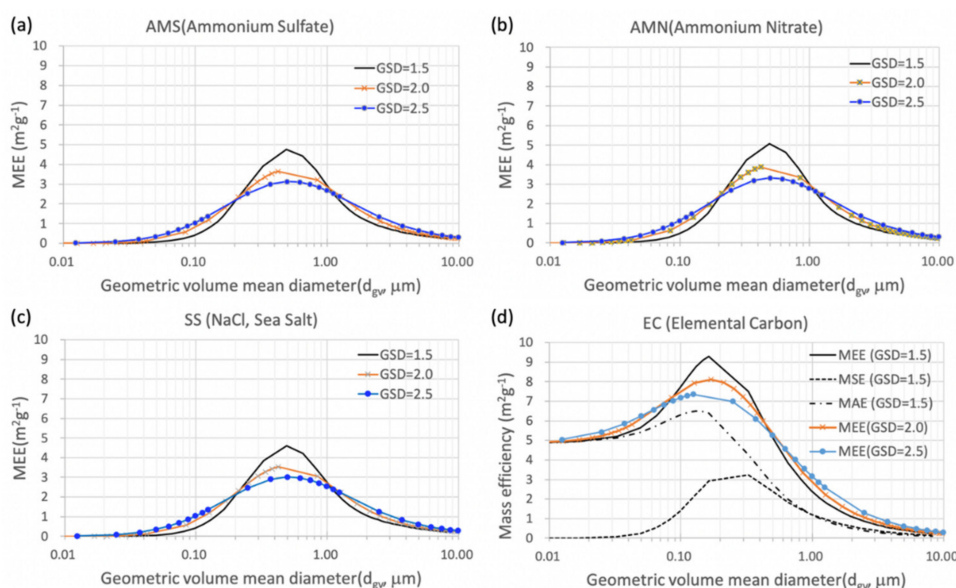 (a)
AMS(Ammonium Sulfate)
10
9
8
7
6
5
4
3
2
1
0
MEE (m²g⁻¹)
GSD=1.5
GSD=2.0
GSD=2.5
0.01 0.10 1.00 10.00
Geometric volume mean diameter(dgv, μm)
(b)
AMN(Ammonium Nitrate)
10
9
8
7
6
5
4
3
2
1
0
MEE (m²g⁻¹)
GSD=1.5
GSD=2.0
GSD=2.5
0.01 0.10 1.00 10.00
Geometric volume mean diameter(dgv, μm)
(c)
SS (NaCl, Sea Salt)
10
9
8
7
6
5
4
3
2
1
0
MEE(m²g⁻¹)
GSD=1.5
GSD=2.0
GSD=2.5
0.01 0.10 1.00 10.00
Geometric volume mean diameter(dgv, μm)
(d)
EC (Elemental Carbon)
10
9
8
7
6
5
4
3
2
1
0
Mass efficiency (m²g⁻¹)
MEE (GSD=1.5)
MSE (GSD=1.5)
MAE (GSD=1.5)
MEE(GSD=2.0)
MEE(GSD=2.5)
0.01 0.10 1.00 10.00
Geometric volume mean diameter(dgv, μm)